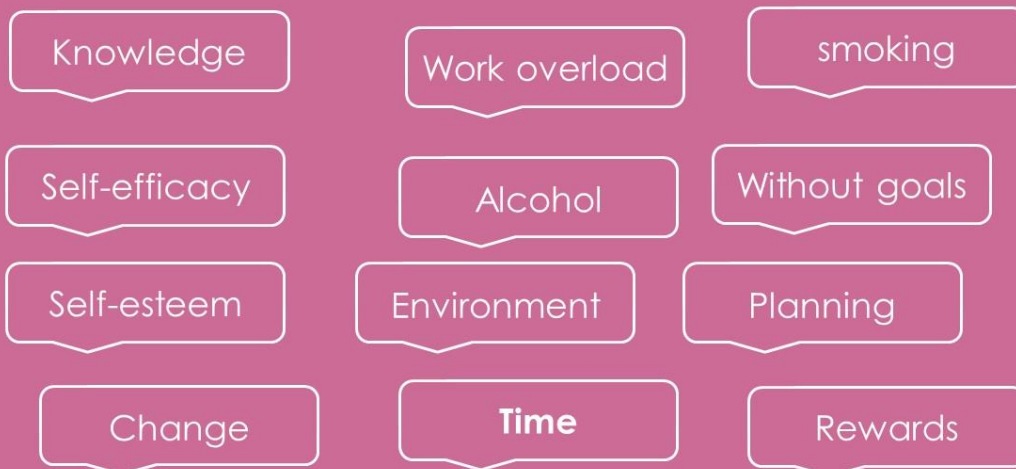 Knowledge
Work overload
smoking
Self-efficacy
Alcohol
Without goals
Self-esteem
Environment
Planning
Change
Time
Rewards